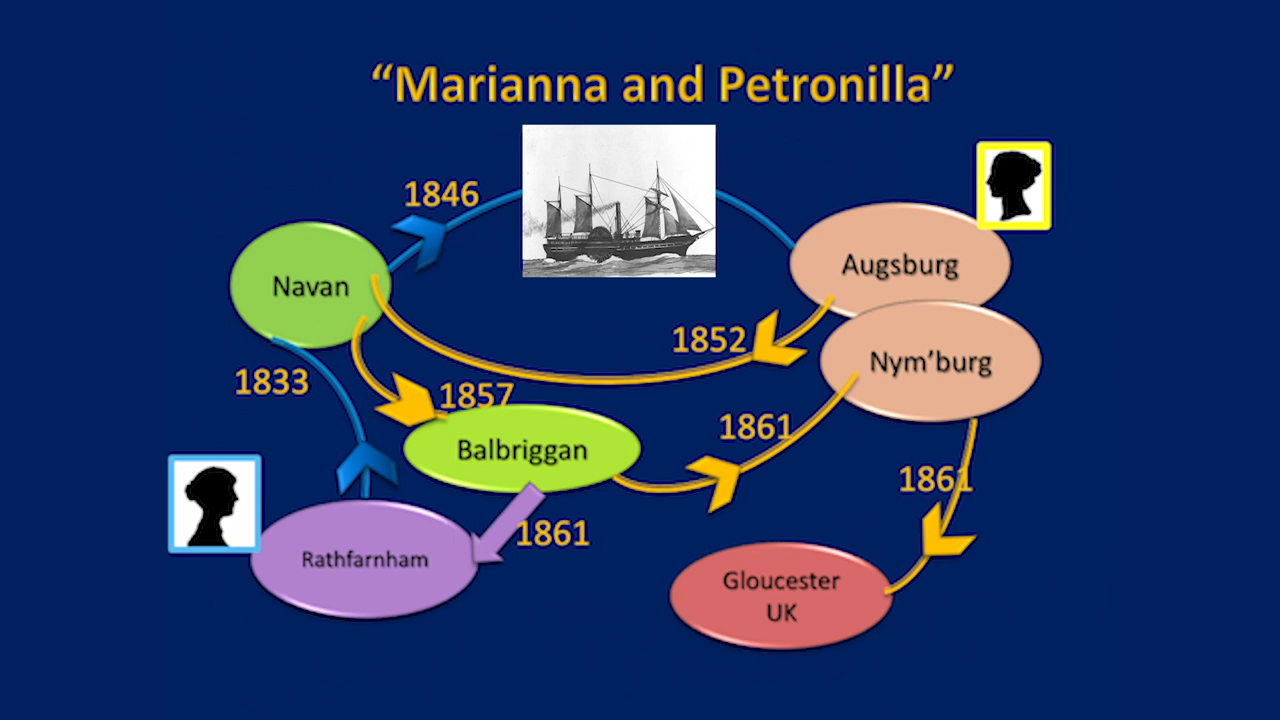 “Marianna and Petronilla”
1846
Navan
Augsburg
1852
Nym’burg
1833
1857
1861
Balbriggan
1861
1861
Rathfarnham
Gloucester
UK